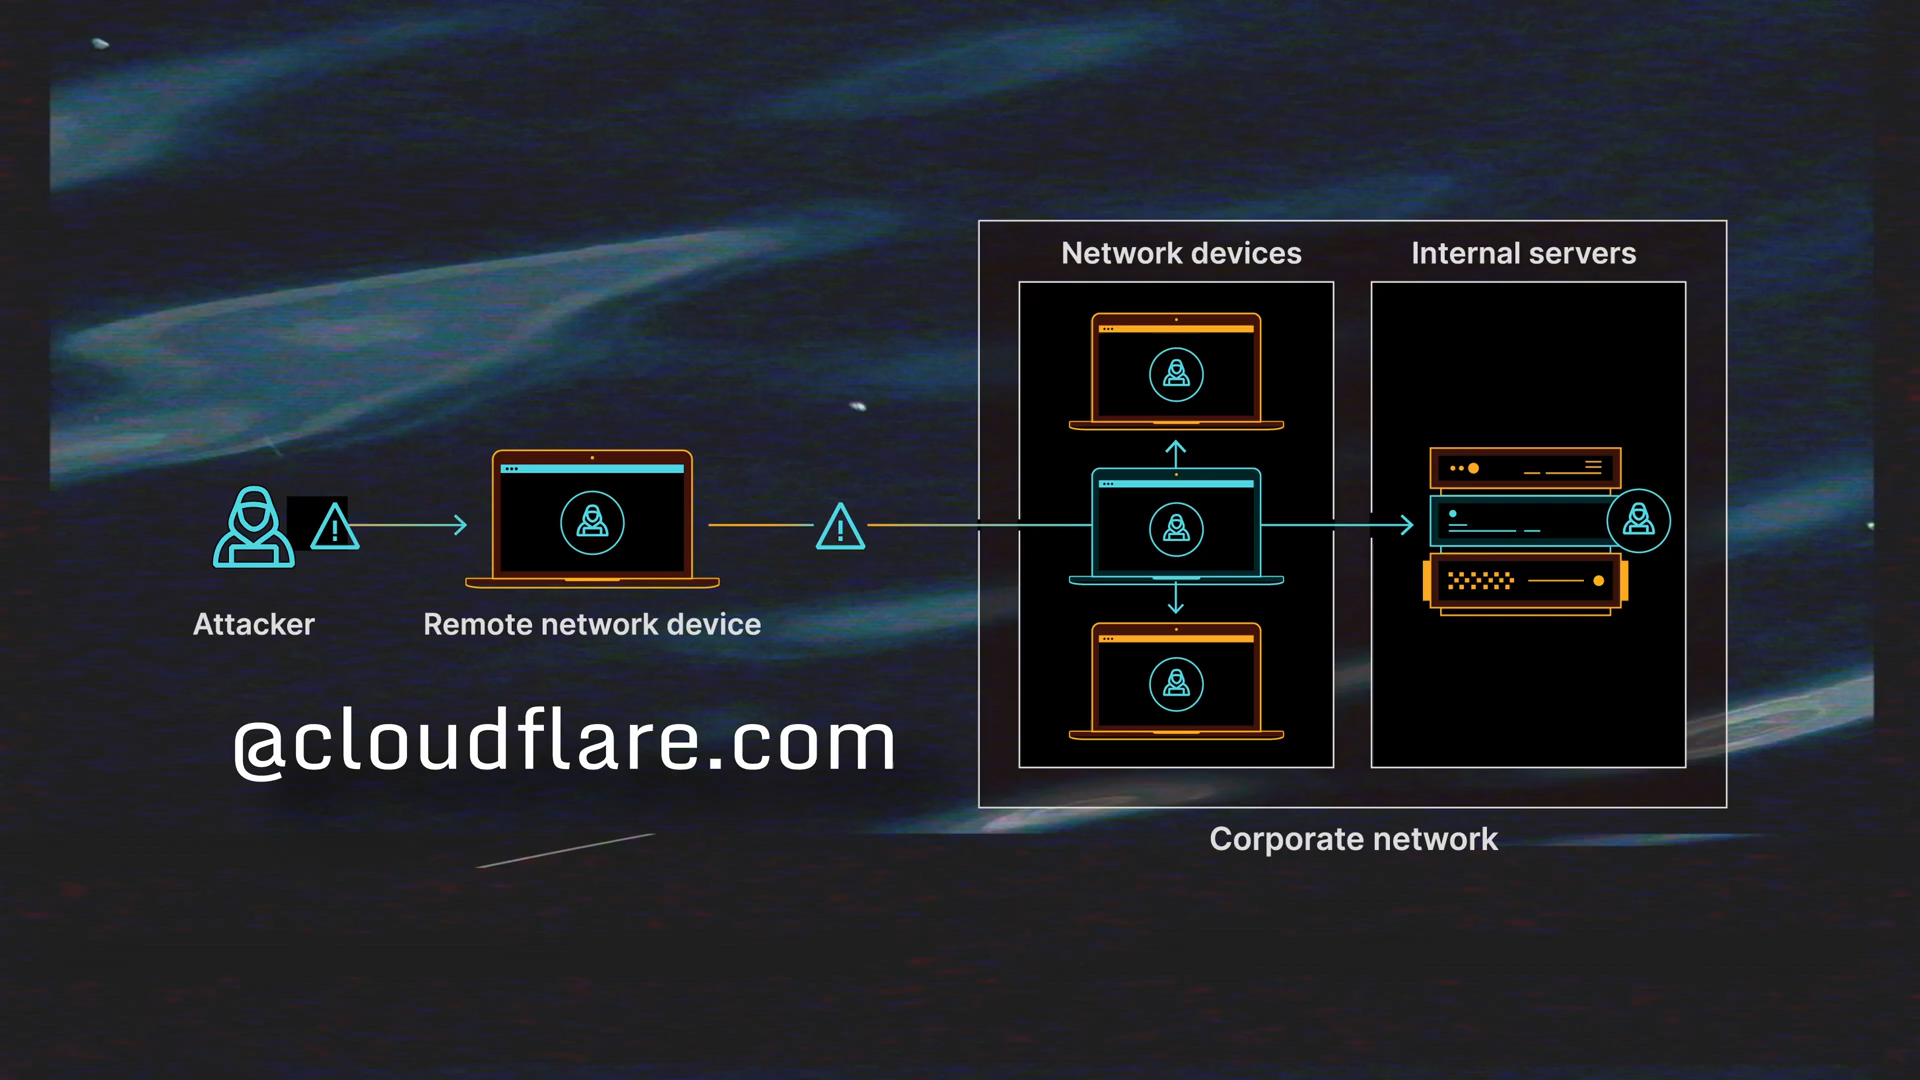 Network devices
Internal servers
Attacker
Remote network device
@cloudflare.com
Corporate network